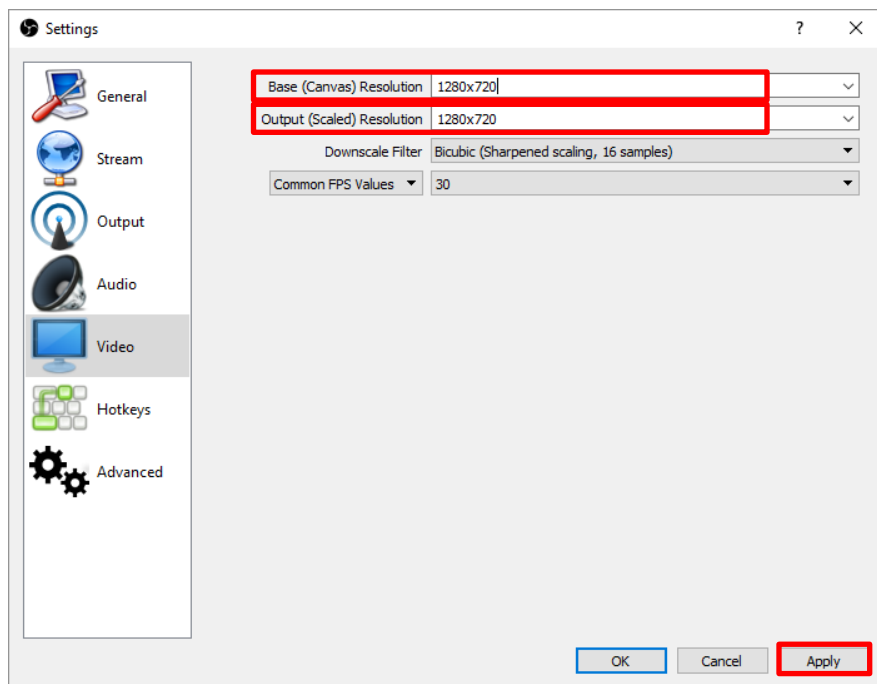 Settings
?
General
Stream
Output
Audio
Video
Hotkeys
Advanced
Base (Canvas) Resolution 1280x720
Output (Scaled) Resolution 1280x720
Downscale Filter Bicubic (Sharpened scaling, 16 samples)
Common FPS Values 30
OK Cancel Apply